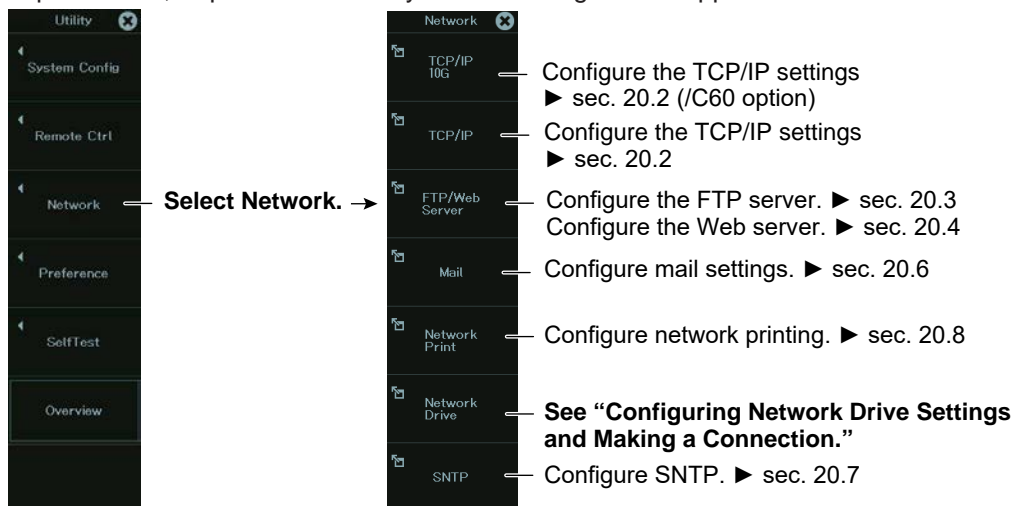 Utility
System Config
Remote Ctrl
Network
Preference
SelfTest
Overview
Select Network.
Network
TCP/IP
10G
Configure the TCP/IP settings
► sec. 20.2 (/C60 option)
TCP/IP
Configure the TCP/IP settings
► sec. 20.2
FTP/Web
Server
Configure the FTP server. ► sec. 20.3
Configure the Web server. ► sec. 20.4
Mail
Configure mail settings. ► sec. 20.6
Network
Print
Configure network printing. ► sec. 20.8
Network
Drive
See “Configuring Network Drive Settings
and Making a Connection.”
SNTP
Configure SNTP. ► sec. 20.7